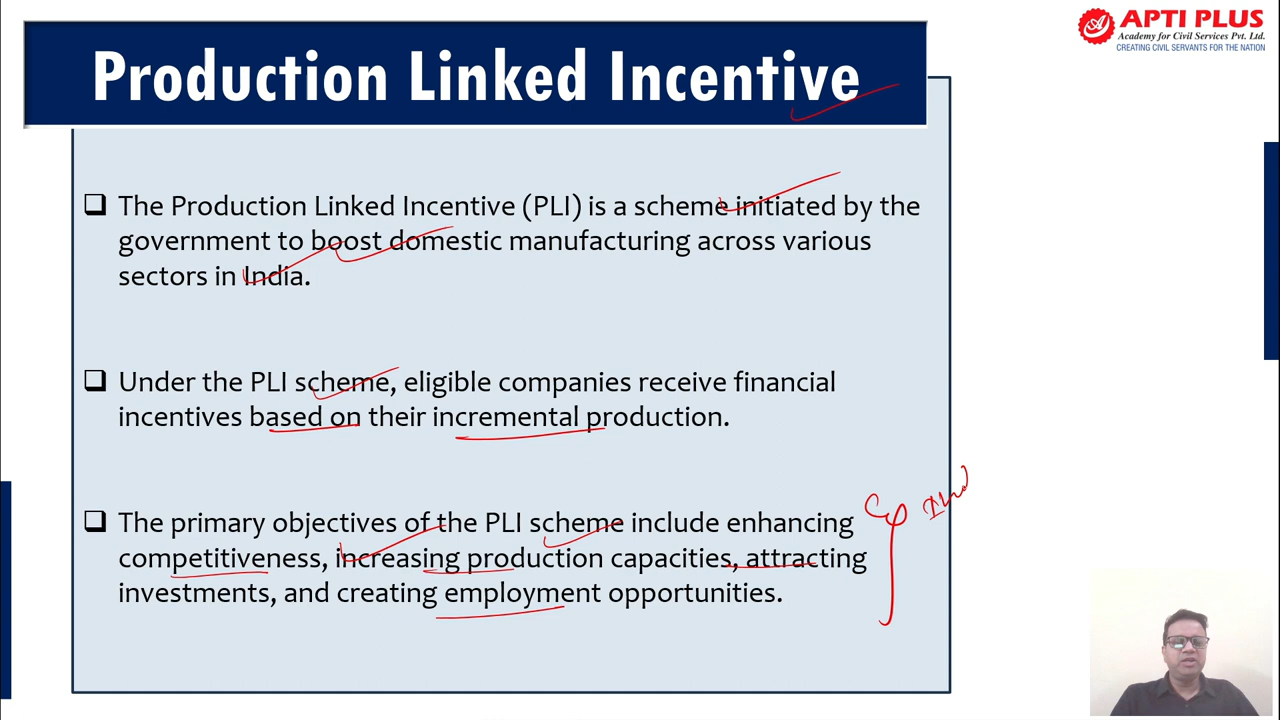 APTI PLUS
Academy for Civil Services Pvt. Ltd.
CREATING CIVIL SERVANTS FOR THE NATION
Production Linked Incentive
The Production Linked Incentive (PLI) is a scheme initiated by the
government to boost domestic manufacturing across various
sectors in India.
Under the PLI scheme, eligible companies receive financial
incentives based on their incremental production.
The primary objectives of the PLI scheme include enhancing
competitiveness, increasing production capacities, attracting
investments, and creating employment opportunities.